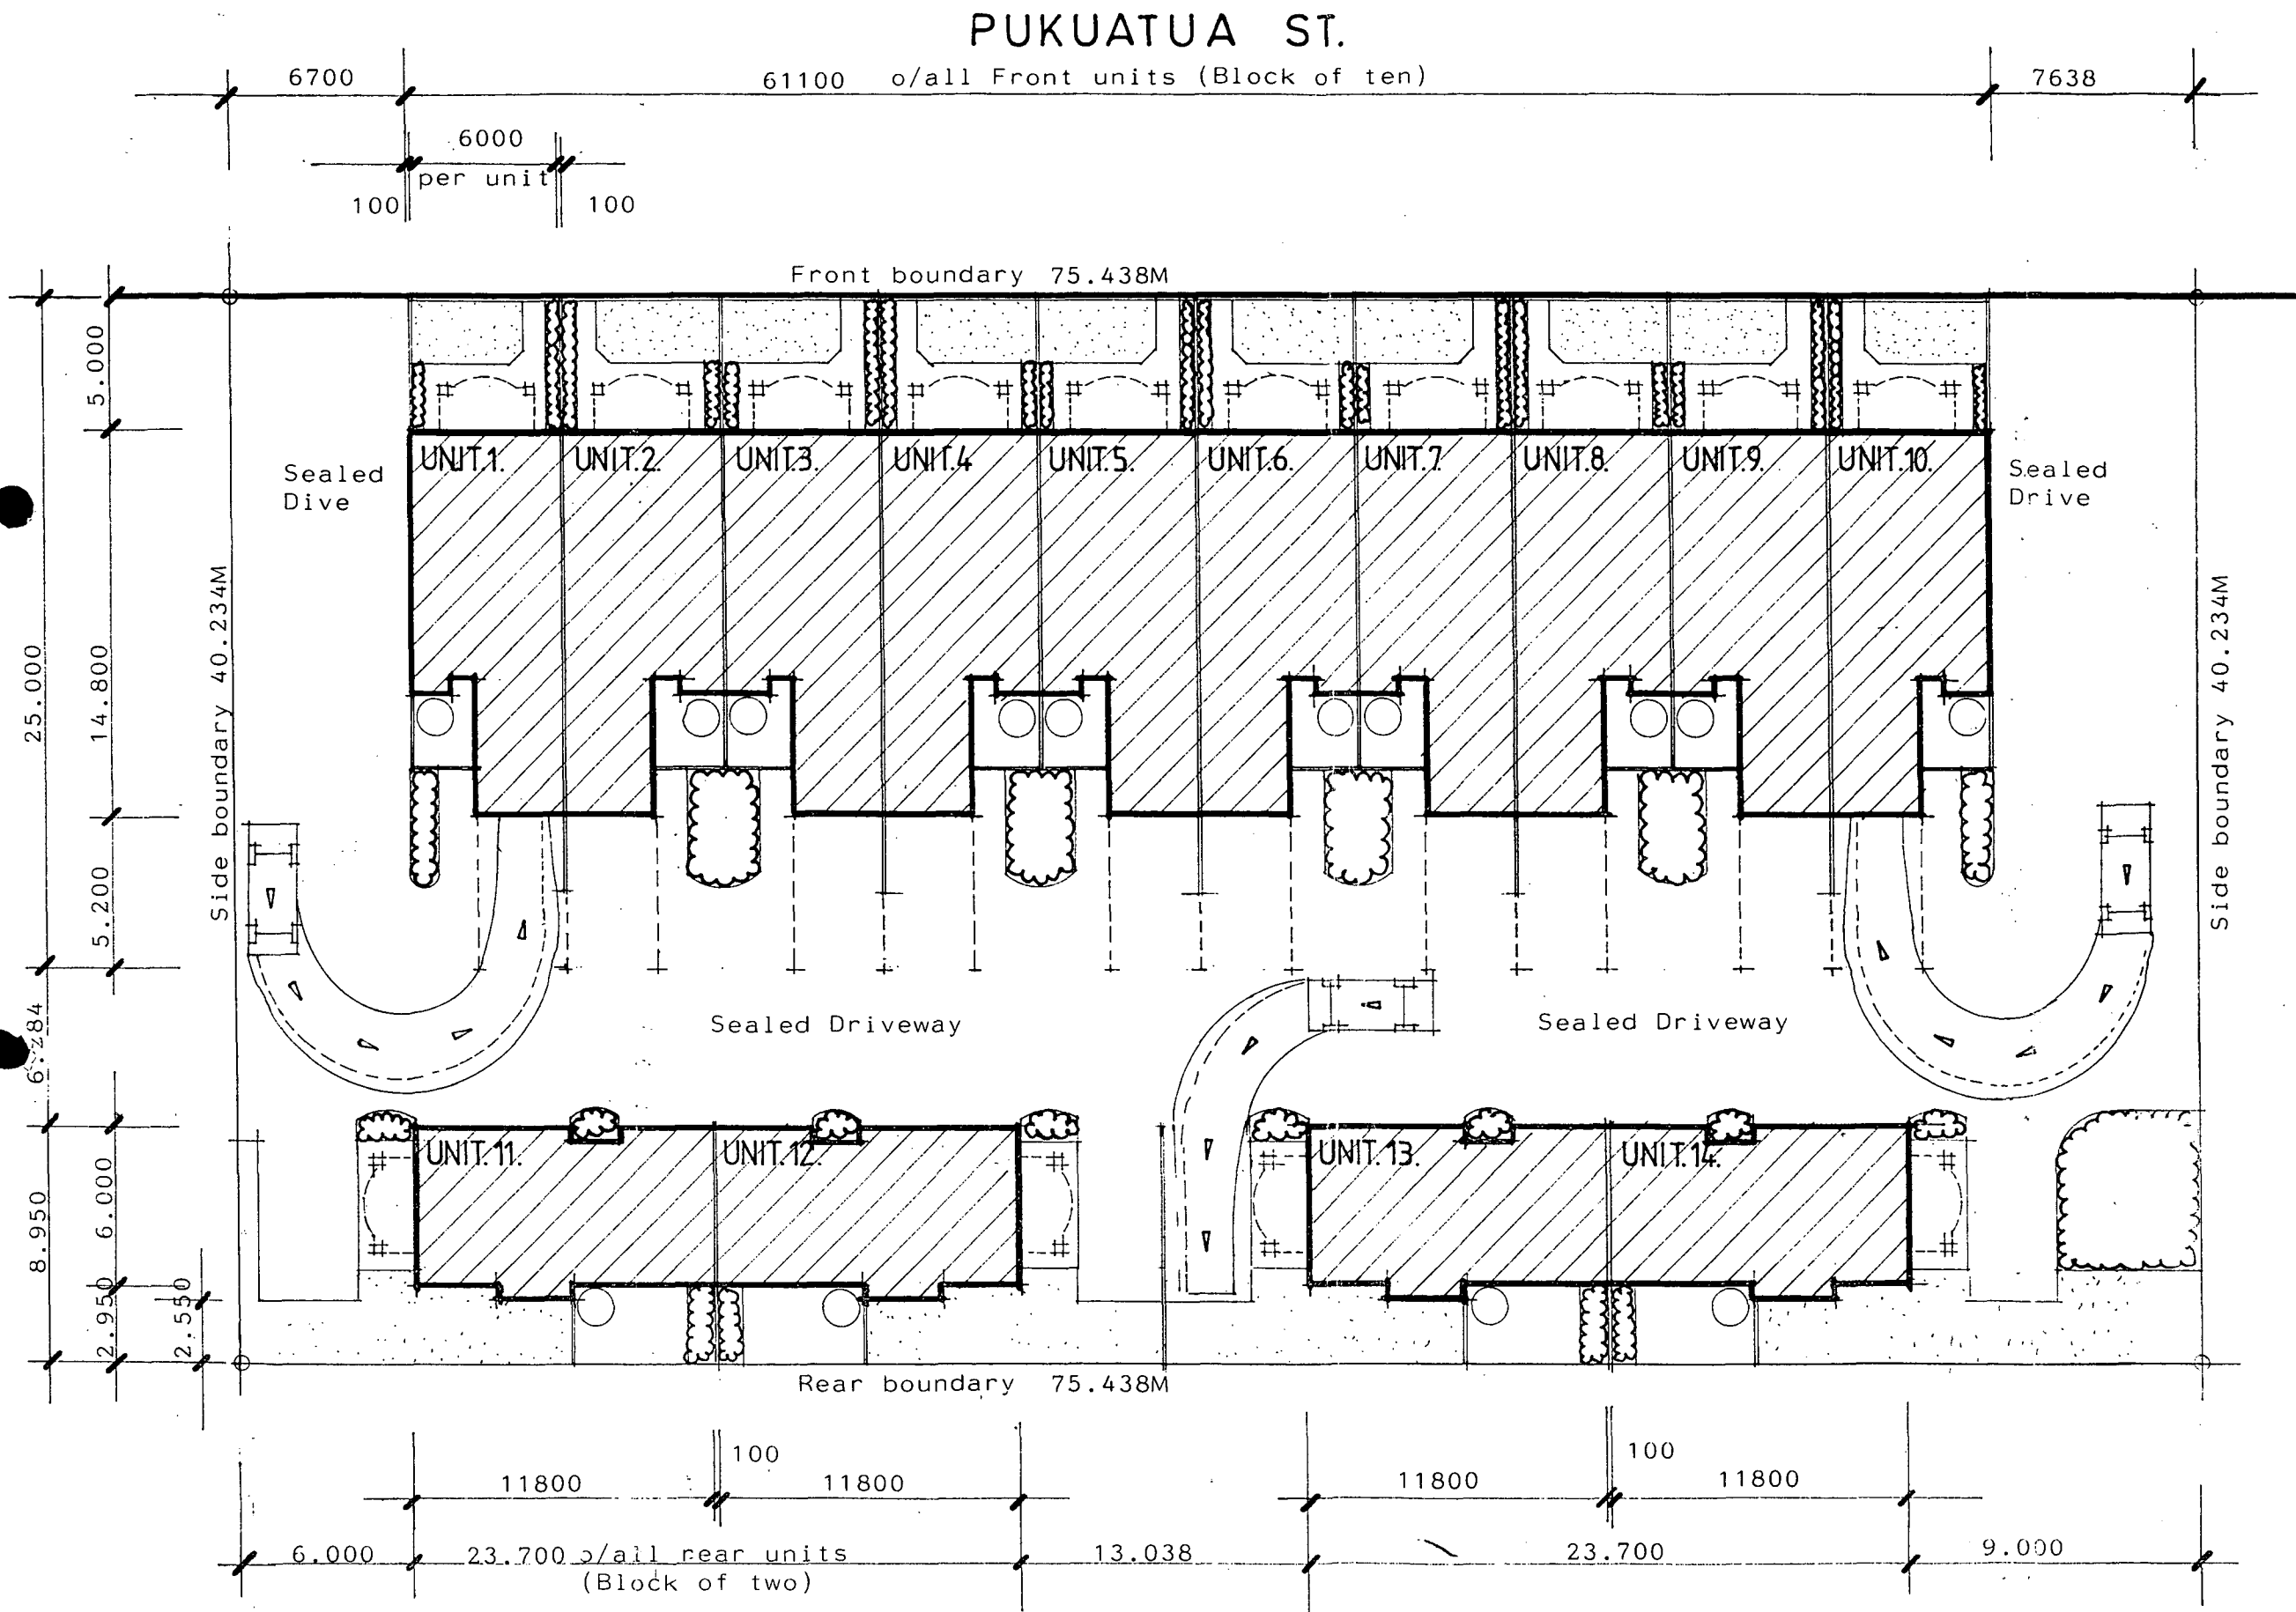 PUKUATUA ST.
6700
61100 o/all Front units (Block of ten)
7638
6000
per unit
100
100
Front boundary 75.438M
5.000
UNIT.1.
UNIT.2.
UNIT.3.
UNIT.4
UNIT.5.
UNIT.6.
UNIT.7.
UNIT.8.
UNIT.9.
UNIT.10.
Sealed
Dive
Sealed
Drive
Side boundary 40.234M
Side boundary 40.234M
25.000
14.800
5.200
6.284
Sealed Driveway
Sealed Driveway
UNIT.11.
UNIT.12.
UNIT.13.
UNIT.14.
8.950
6.000
2.950
2.550
Rear boundary 75.438M
100
100
11800
11800
11800
11800
6.000
23.700 o/all rear units
(Block of two)
13.038
23.700
9.000